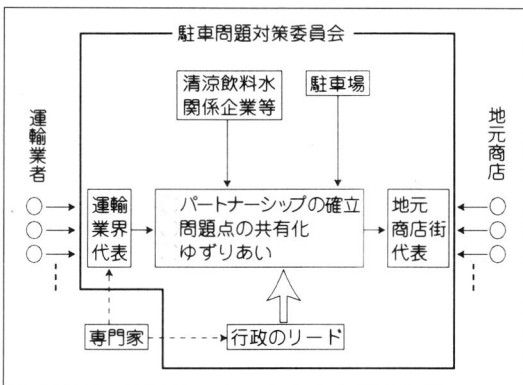 駐車問題対策委員会
清涼飲料水
関係企業等
駐車場
運輸業者
地元商店
運輸
業界
代表
パートナーシップの確立
問題点の共有化
ゆずりあい
地元
商店街
代表
専門家
行政のリード